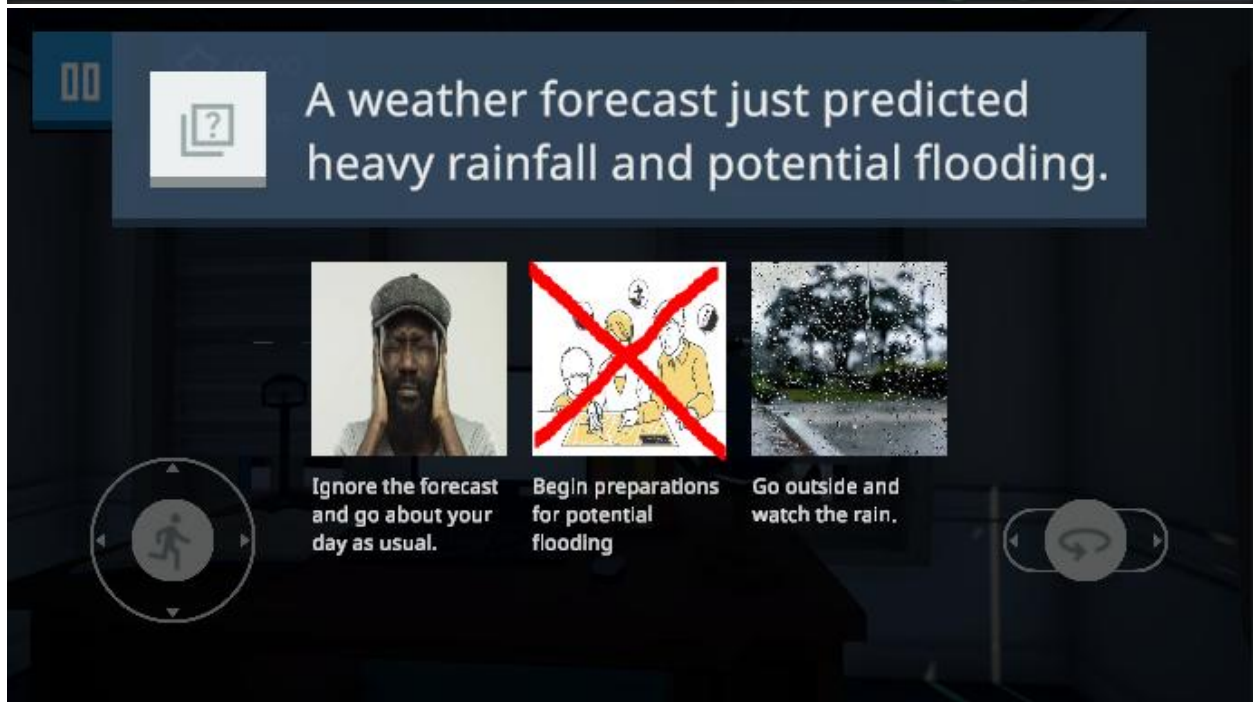 A weather forecast just predicted
heavy rainfall and potential flooding.
?
Ignore the forecast
and go about your
day as usual.
Begin preparations
for potential
flooding
Go outside and
watch the rain.